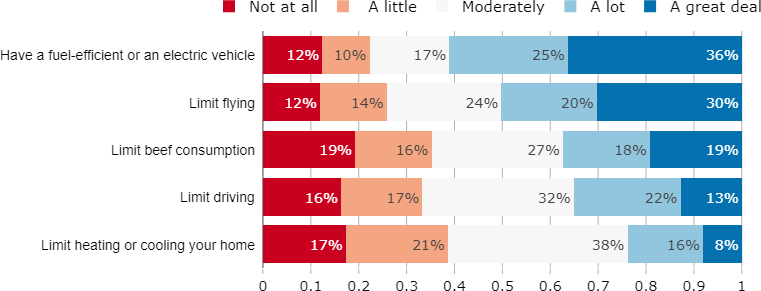 Not at all A little Moderately A lot A great deal
Have a fuel-efficient or an electric vehicle 12% 10% 17% 25% 36%
Limit flying 12% 14% 24% 20% 30%
Limit beef consumption 19% 16% 27% 18% 19%
Limit driving 16% 17% 32% 22% 13%
Limit heating or cooling your home 17% 21% 38% 16% 8%
0 0.1 0.2 0.3 0.4 0.5 0.6 0.7 0.8 0.9 1